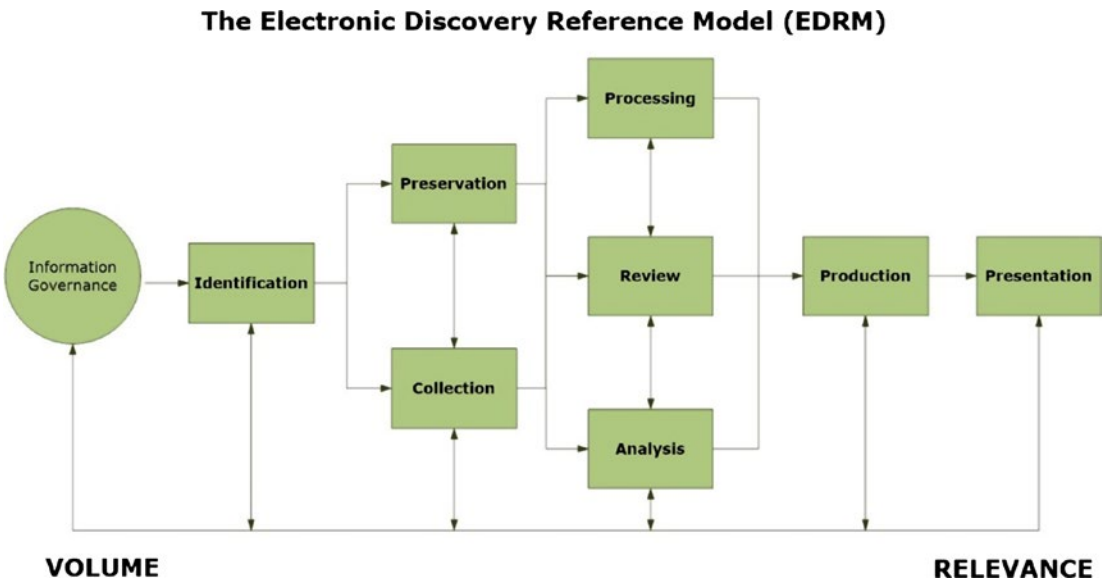 The Electronic Discovery Reference Model (EDRM)
Processing
Preservation
Information
Governance
Identification
Review
Production
Presentation
Collection
Analysis
VOLUME
RELEVANCE